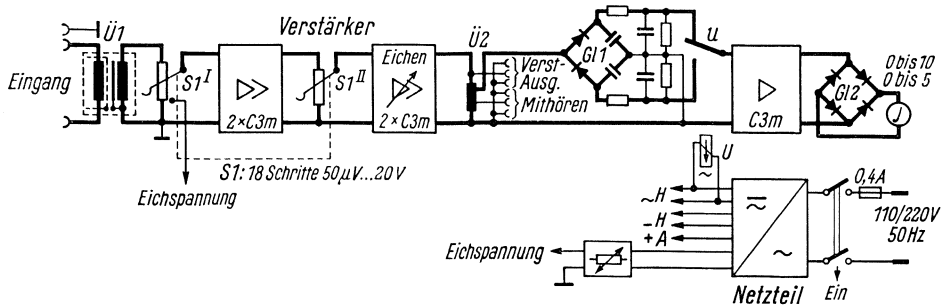 Ü1
Verstärker
Ü2
Gl1
u
Eingang
S1 I
S1 II
Eichen
Verst-
Ausg.
Mithören
0 bis 10
0 bis 5
Gl2
J
2×C3m
2×C3m
C3m
S1: 18 Schritte 50µV...20V
Eichspannung
U
~
~H
–H
+A
Eichspannung
~
0,4A
110/220V
50Hz
Netzteil
Ein